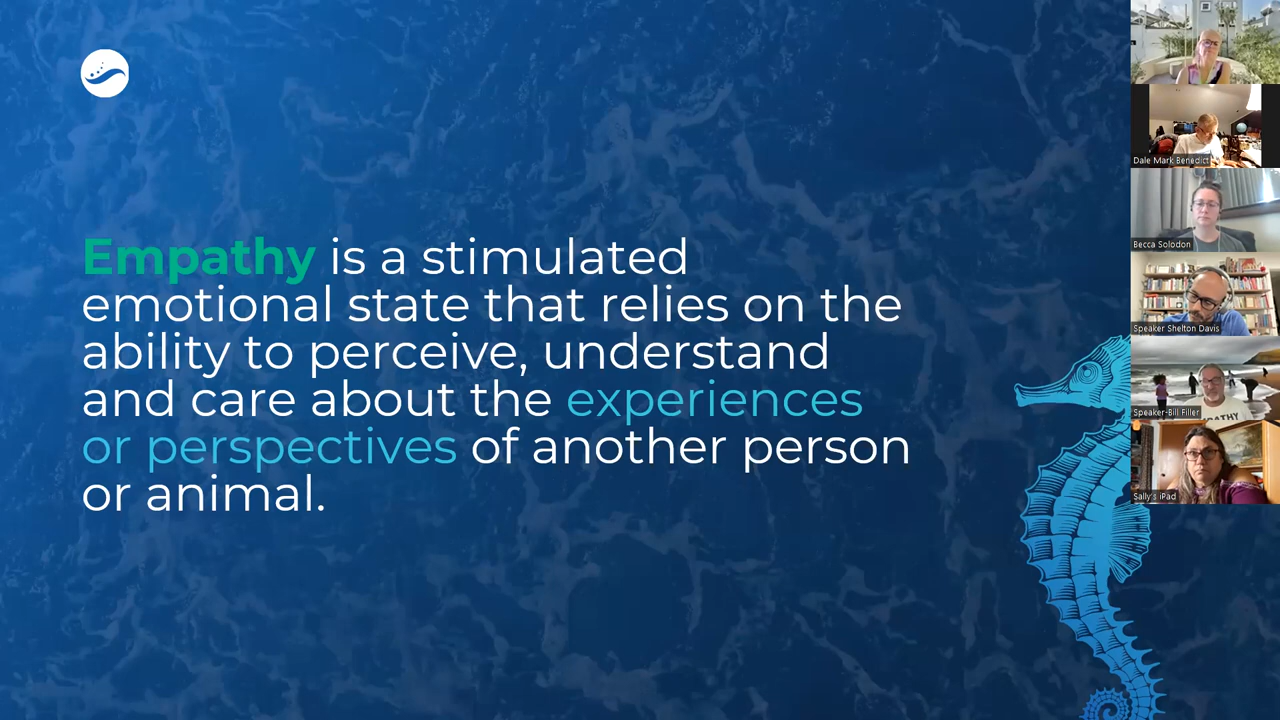 Empathy is a stimulated
emotional state that relies on the
ability to perceive, understand
and care about the experiences
or perspectives of another person
or animal.
Dale Mark Benedict
Becca Solodon
Speaker Shelton Davis
Speaker-Bill Filler
Sally's iPad